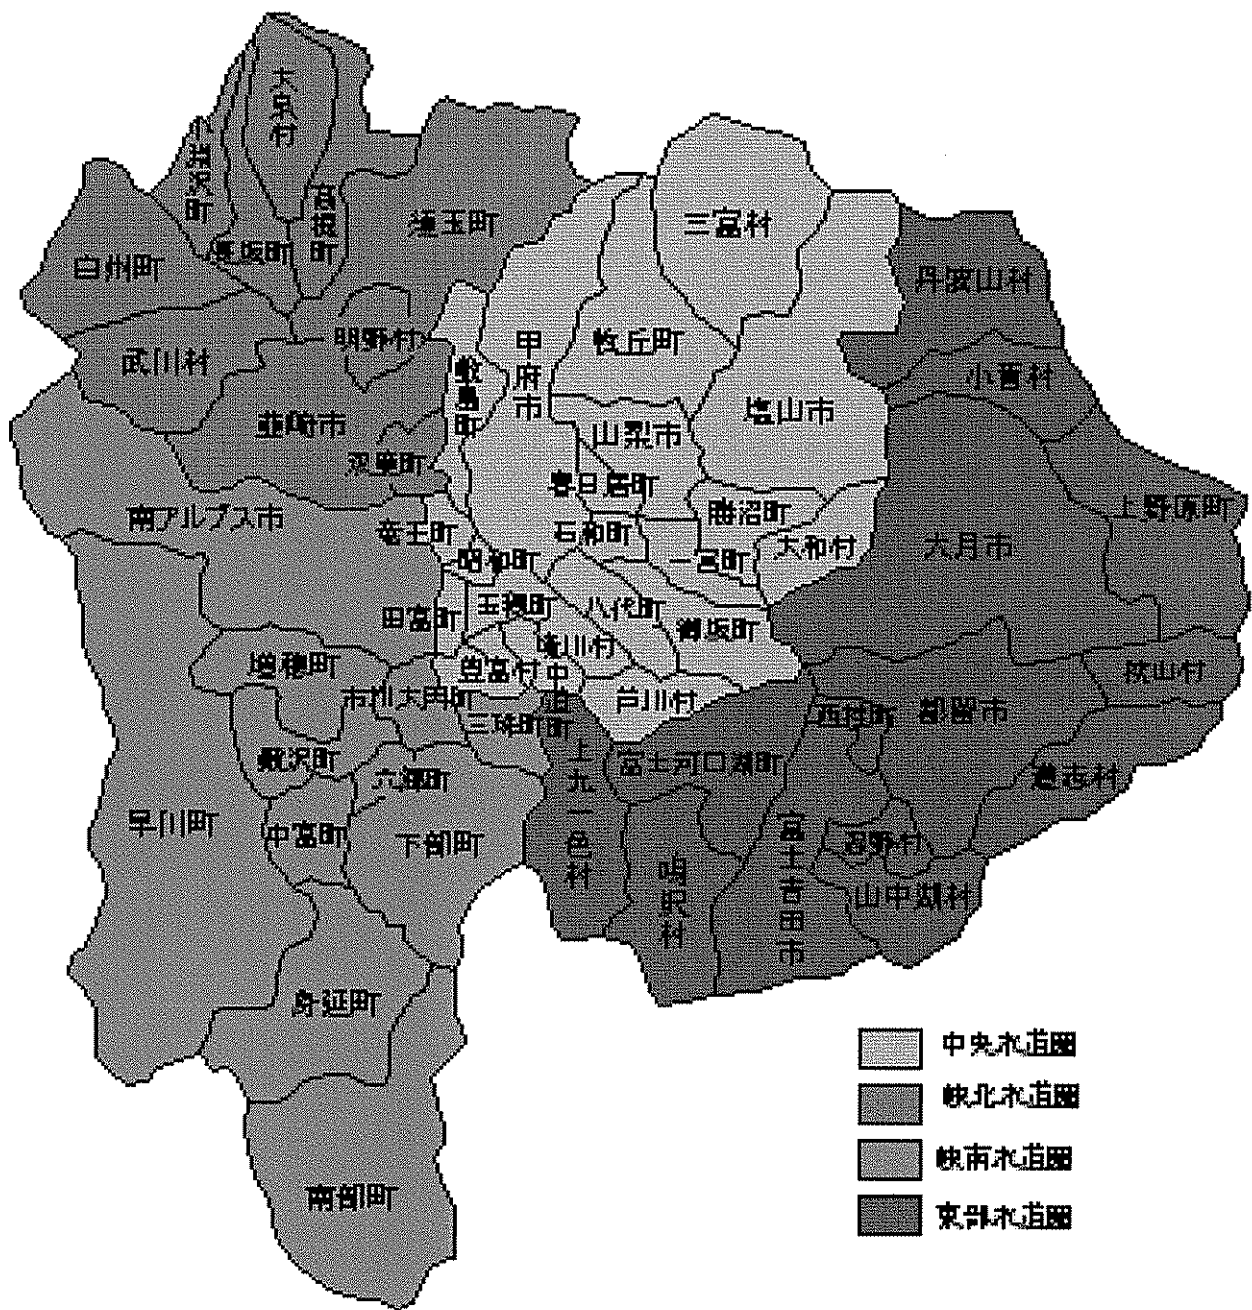 大泉村
小淵沢町
高根町
長坂町
須玉町
白州町
三富村
丹波山村
明野村
武川村
甲府市
牧丘町
小菅村
敷島町
韮崎市
塩山市
山梨市
双葉町
春日居町
南アルプス市
竜王町
石和町
勝沼町
上野原町
大月市
昭和町
一宮町
大和村
田富町
玉穂町
八代町
御坂町
境川村
増穂町
豊富村
中道町
芦川村
秋山村
市川大門町
三珠町
西桂町
都留市
鰍沢町
六郷町
上九一色村
富士河口湖町
道志村
早川町
中富町
下部町
鳴沢村
富士吉田市
忍野村
山中湖村
身延町
南部町
中央水道圏
峡北水道圏
峡南水道圏
東部水道圏